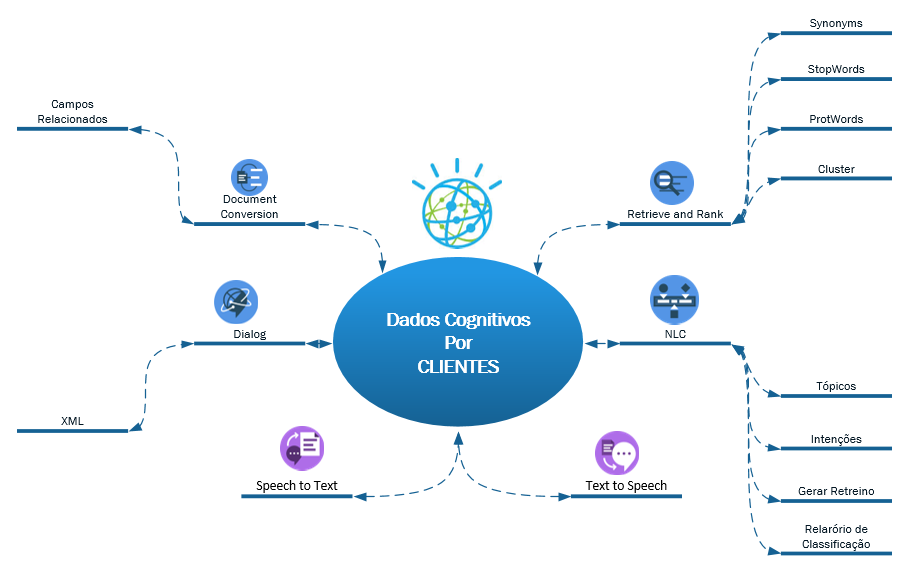 Synonyms
StopWords
Campos
Relacionados
ProtWords
Cluster
Document
Conversion
Retrieve and Rank
Dados Cognitivos
Por
CLIENTES
Dialog
NLC
Tópicos
XML
Intenções
Speech to Text
Text to Speech
Gerar Retreino
Relarório de
Classificação